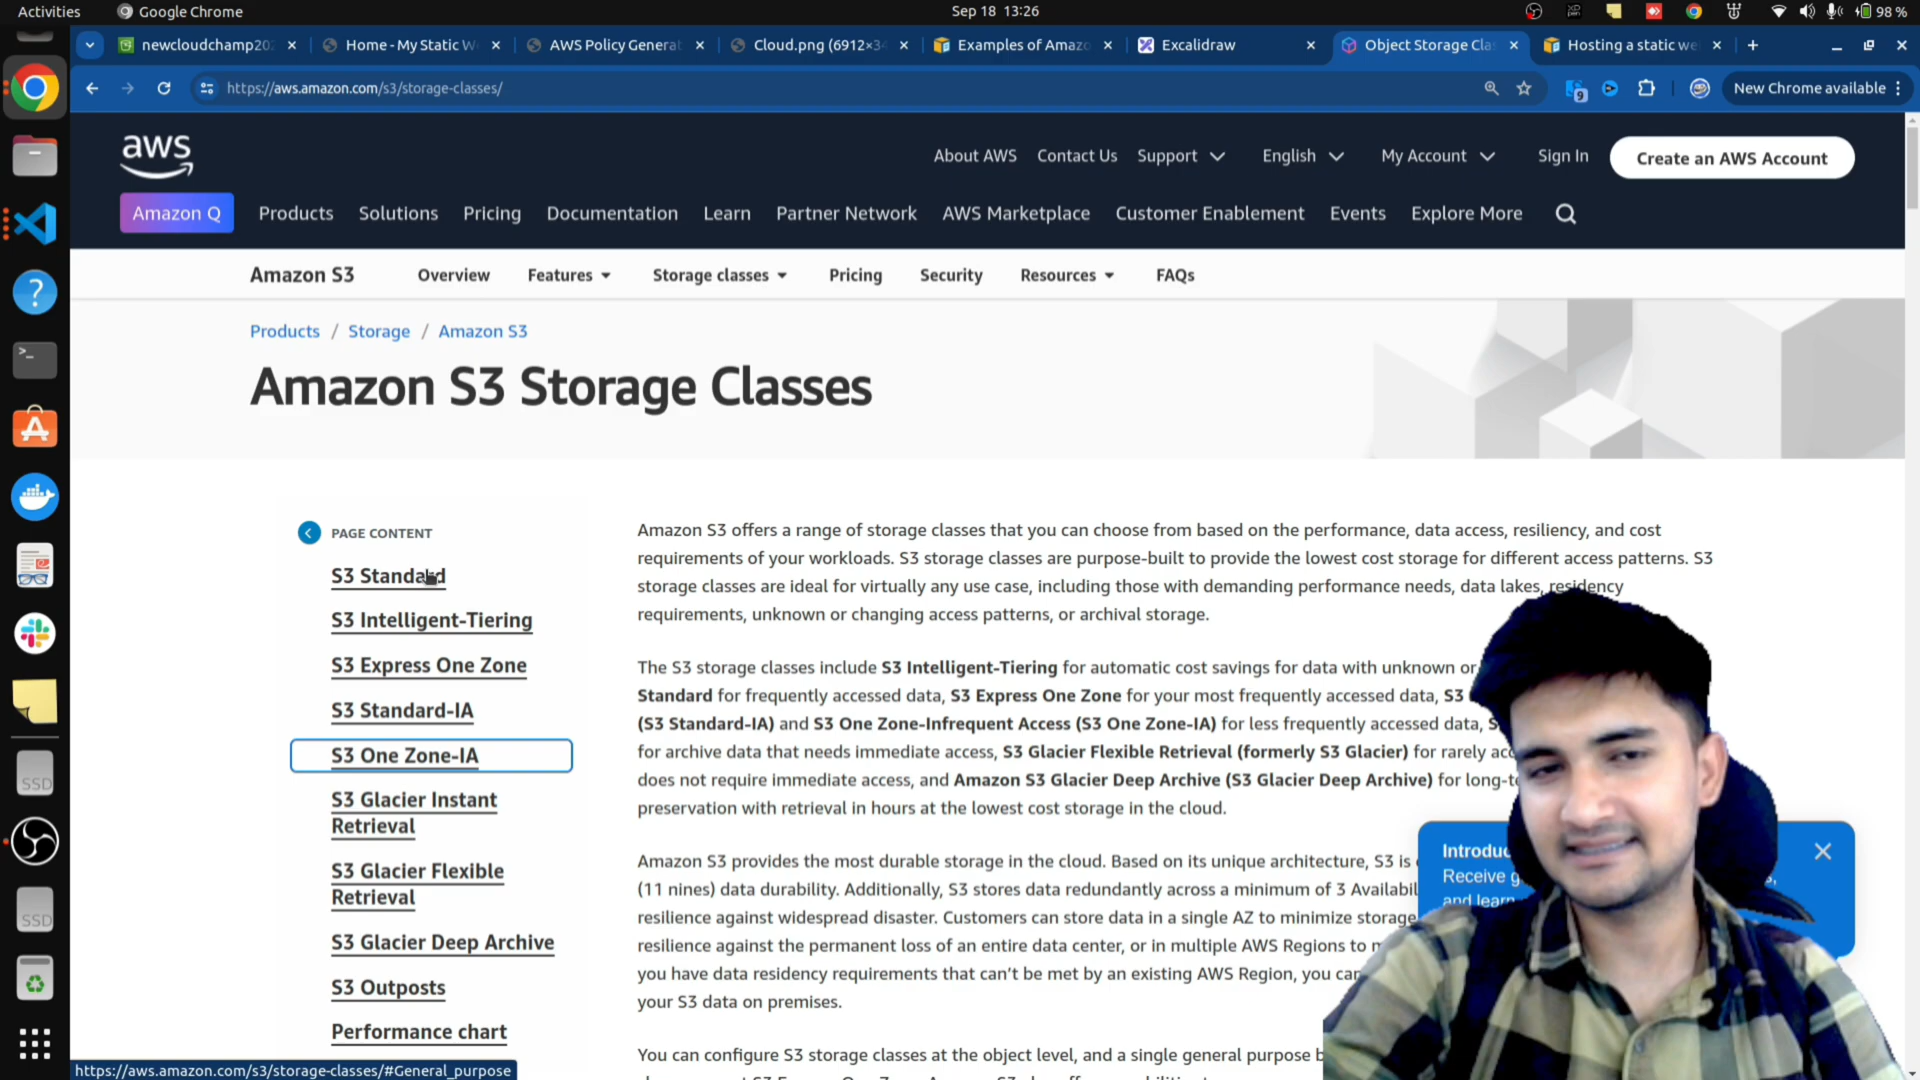 Activities Google Chrome Sep 18 13:26 98 %
newcloudchamp20 Home - My Static W AWS Policy Generat Cloud.png (6912×3 Examples of Amazo Excalidraw Object Storage Cla Hosting a static we
https://aws.amazon.com/s3/storage-classes/ 9 New Chrome available
aws About AWS Contact Us Support English My Account Sign In Create an AWS Account
Amazon Q Products Solutions Pricing Documentation Learn Partner Network AWS Marketplace Customer Enablement Events Explore More
Amazon S3 Overview Features Storage classes Pricing Security Resources FAQs
Products / Storage / Amazon S3
Amazon S3 Storage Classes
PAGE CONTENT
S3 Standard
S3 Intelligent-Tiering
S3 Express One Zone
S3 Standard-IA
S3 One Zone-IA
S3 Glacier Instant
Retrieval
S3 Glacier Flexible
Retrieval
S3 Glacier Deep Archive
S3 Outposts
Performance chart
Amazon S3 offers a range of storage classes that you can choose from based on the performance, data access, resiliency, and cost
requirements of your workloads. S3 storage classes are purpose-built to provide the lowest cost storage for different access patterns. S3
storage classes are ideal for virtually any use case, including those with demanding performance needs, data lakes, residency
requirements, unknown or changing access patterns, or archival storage.
The S3 storage classes include S3 Intelligent-Tiering for automatic cost savings for data with unknown or
Standard for frequently accessed data, S3 Express One Zone for your most frequently accessed data, S3
(S3 Standard-IA) and S3 One Zone-Infrequent Access (S3 One Zone-IA) for less frequently accessed data,
for archive data that needs immediate access, S3 Glacier Flexible Retrieval (formerly S3 Glacier) for rarely
does not require immediate access, and Amazon S3 Glacier Deep Archive (S3 Glacier Deep Archive) for
preservation with retrieval in hours at the lowest cost storage in the cloud.
Amazon S3 provides the most durable storage in the cloud. Based on its unique architecture, S3 is
(11 nines) data durability. Additionally, S3 stores data redundantly across a minimum of 3 Availabil
resilience against widespread disaster. Customers can store data in a single AZ to minimize storage
resilience against the permanent loss of an entire data center, or in multiple AWS Regions to
you have data residency requirements that can't be met by an existing AWS Region, you can
your S3 data on premises.
You can configure S3 storage classes at the object level, and a single general purpose
Introduc
Receive
and learn
SSD
SSD
https://aws.amazon.com/s3/storage-classes/#General_purpose